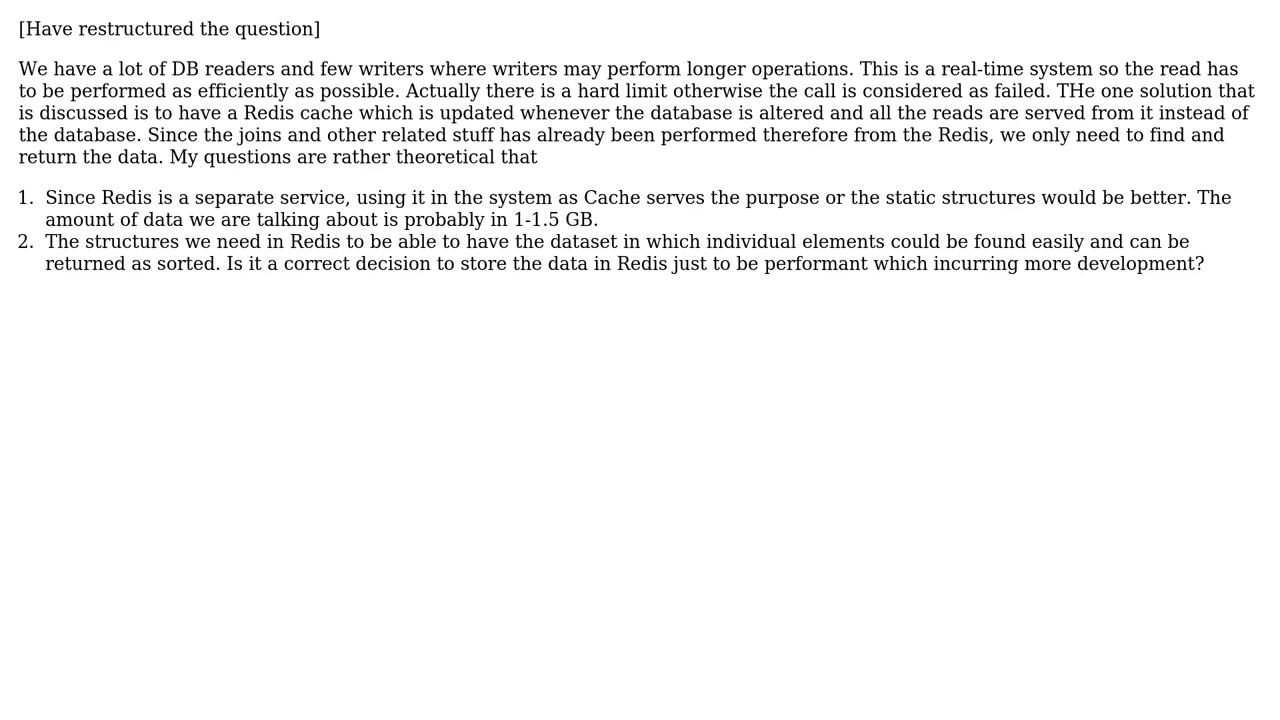 [Have restructured the question]
We have a lot of DB readers and few writers where writers may perform longer operations. This is a real-time system so the read has
to be performed as efficiently as possible. Actually there is a hard limit otherwise the call is considered as failed. THe one solution that
is discussed is to have a Redis cache which is updated whenever the database is altered and all the reads are served from it instead of
the database. Since the joins and other related stuff has already been performed therefore from the Redis, we only need to find and
return the data. My questions are rather theoretical that
1. Since Redis is a separate service, using it in the system as Cache serves the purpose or the static structures would be better. The
amount of data we are talking about is probably in 1-1.5 GB.
2. The structures we need in Redis to be able to have the dataset in which individual elements could be found easily and can be
returned as sorted. Is it a correct decision to store the data in Redis just to be performant which incurring more development?